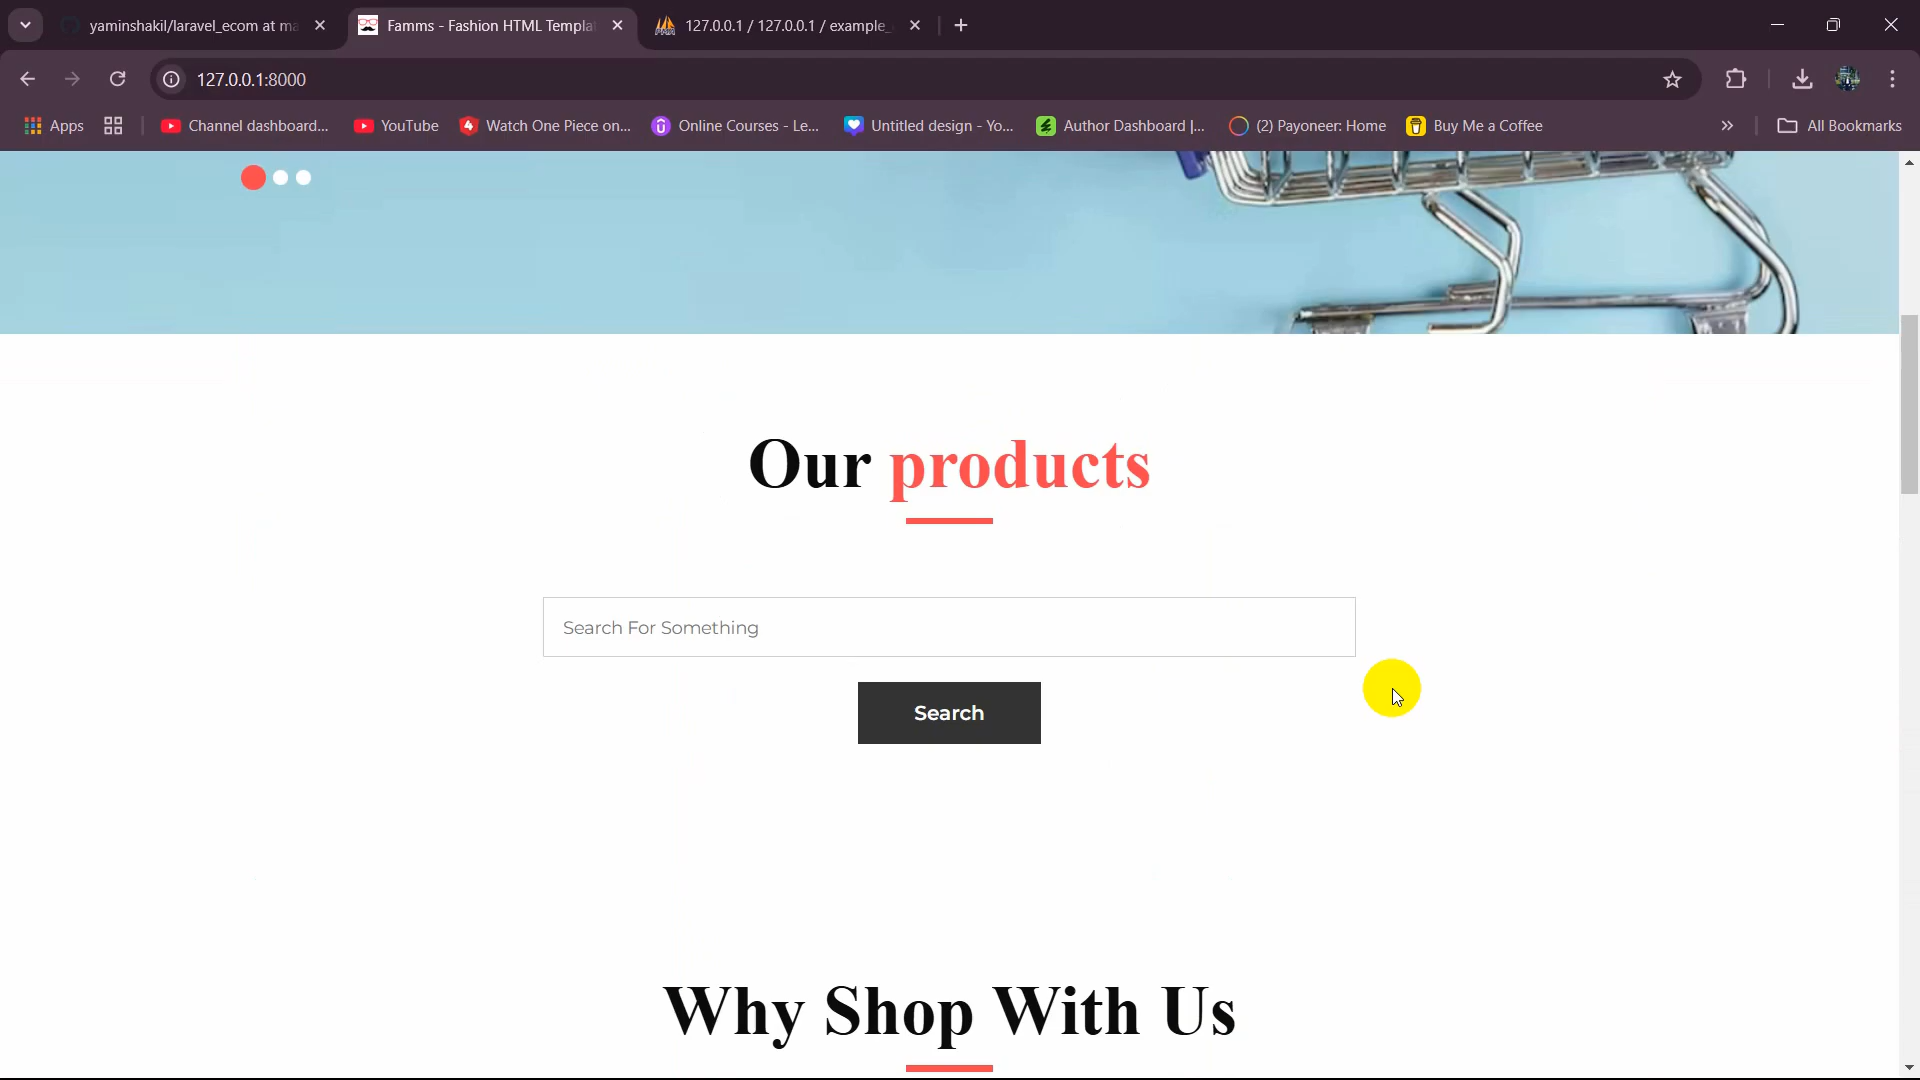 yaminshakil/laravel_ecom at ma
Famms - Fashion HTML Templa
127.0.0.1 / 127.0.0.1 / example_
127.0.0.1:8000
Apps
Channel dashboard...
YouTube
Watch One Piece on...
Online Courses - Le...
Untitled design - Yo...
Author Dashboard |...
(2) Payoneer: Home
Buy Me a Coffee
All Bookmarks
Our products
Search For Something
Search
Why Shop With Us